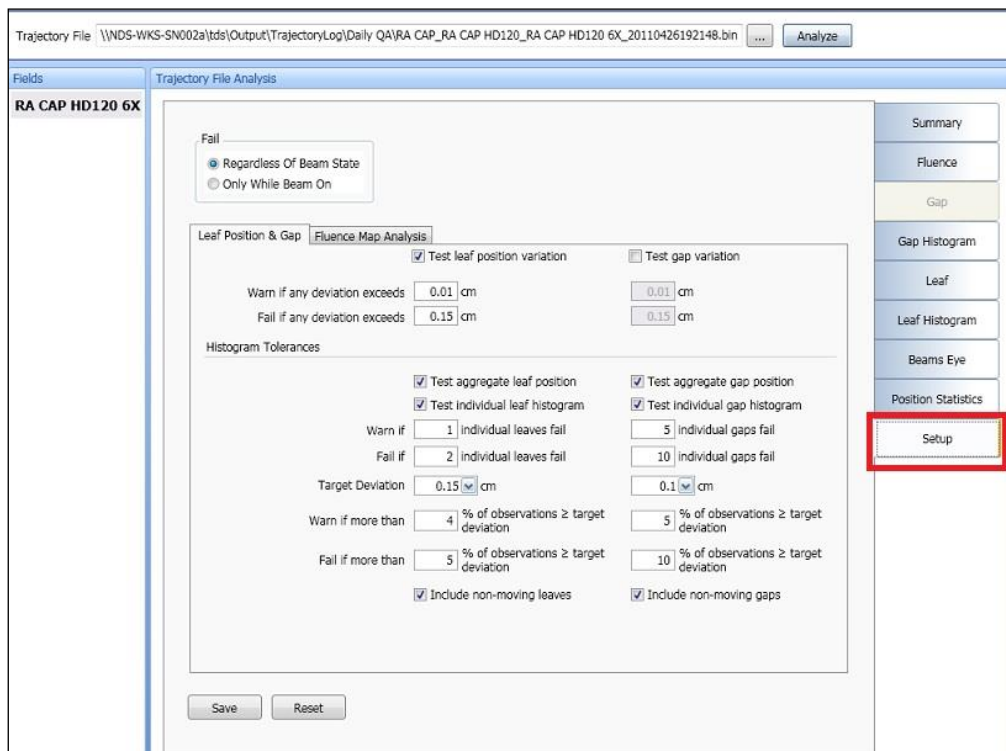 Trajectory File \\NDS-WKS-SN002a\tds\Output\TrajectoryLog\Daily QA\RA CAP_RA CAP HD120_RA CAP HD120 6X_20110426192148.bin ... Analyze
Fields
RA CAP HD120 6X
Trajectory File Analysis
Fail
Regardless Of Beam State
Only While Beam On
Leaf Position & Gap Fluence Map Analysis
Test leaf position variation Test gap variation
Warn if any deviation exceeds 0.01 cm 0.01 cm
Fail if any deviation exceeds 0.15 cm 0.15 cm
Histogram Tolerances
Test aggregate leaf position Test aggregate gap position
Test individual leaf histogram Test individual gap histogram
Warn if 1 individual leaves fail 5 individual gaps fail
Fail if 2 individual leaves fail 10 individual gaps fail
Target Deviation 0.15 cm 0.1 cm
Warn if more than 4 % of observations ≥ target deviation 5 % of observations ≥ target deviation
Fail if more than 5 % of observations ≥ target deviation 10 % of observations ≥ target deviation
Include non-moving leaves Include non-moving gaps
Save Reset
Summary
Fluence
Gap
Gap Histogram
Leaf
Leaf Histogram
Beams Eye
Position Statistics
Setup